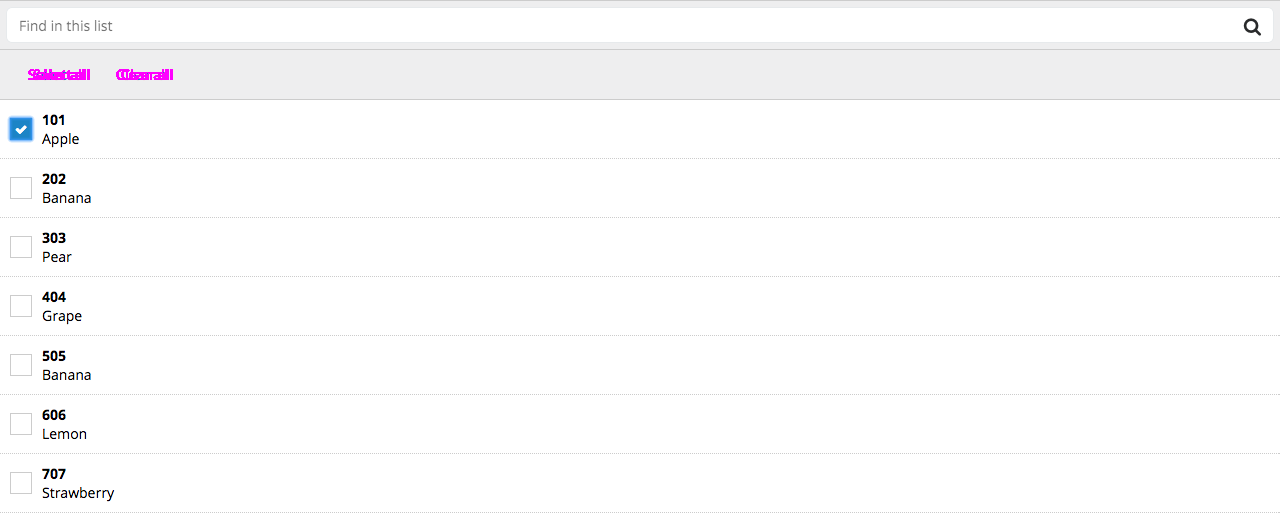 Find in this list
Select all Clear all
101
Apple
202
Banana
303
Pear
404
Grape
505
Banana
606
Lemon
707
Strawberry